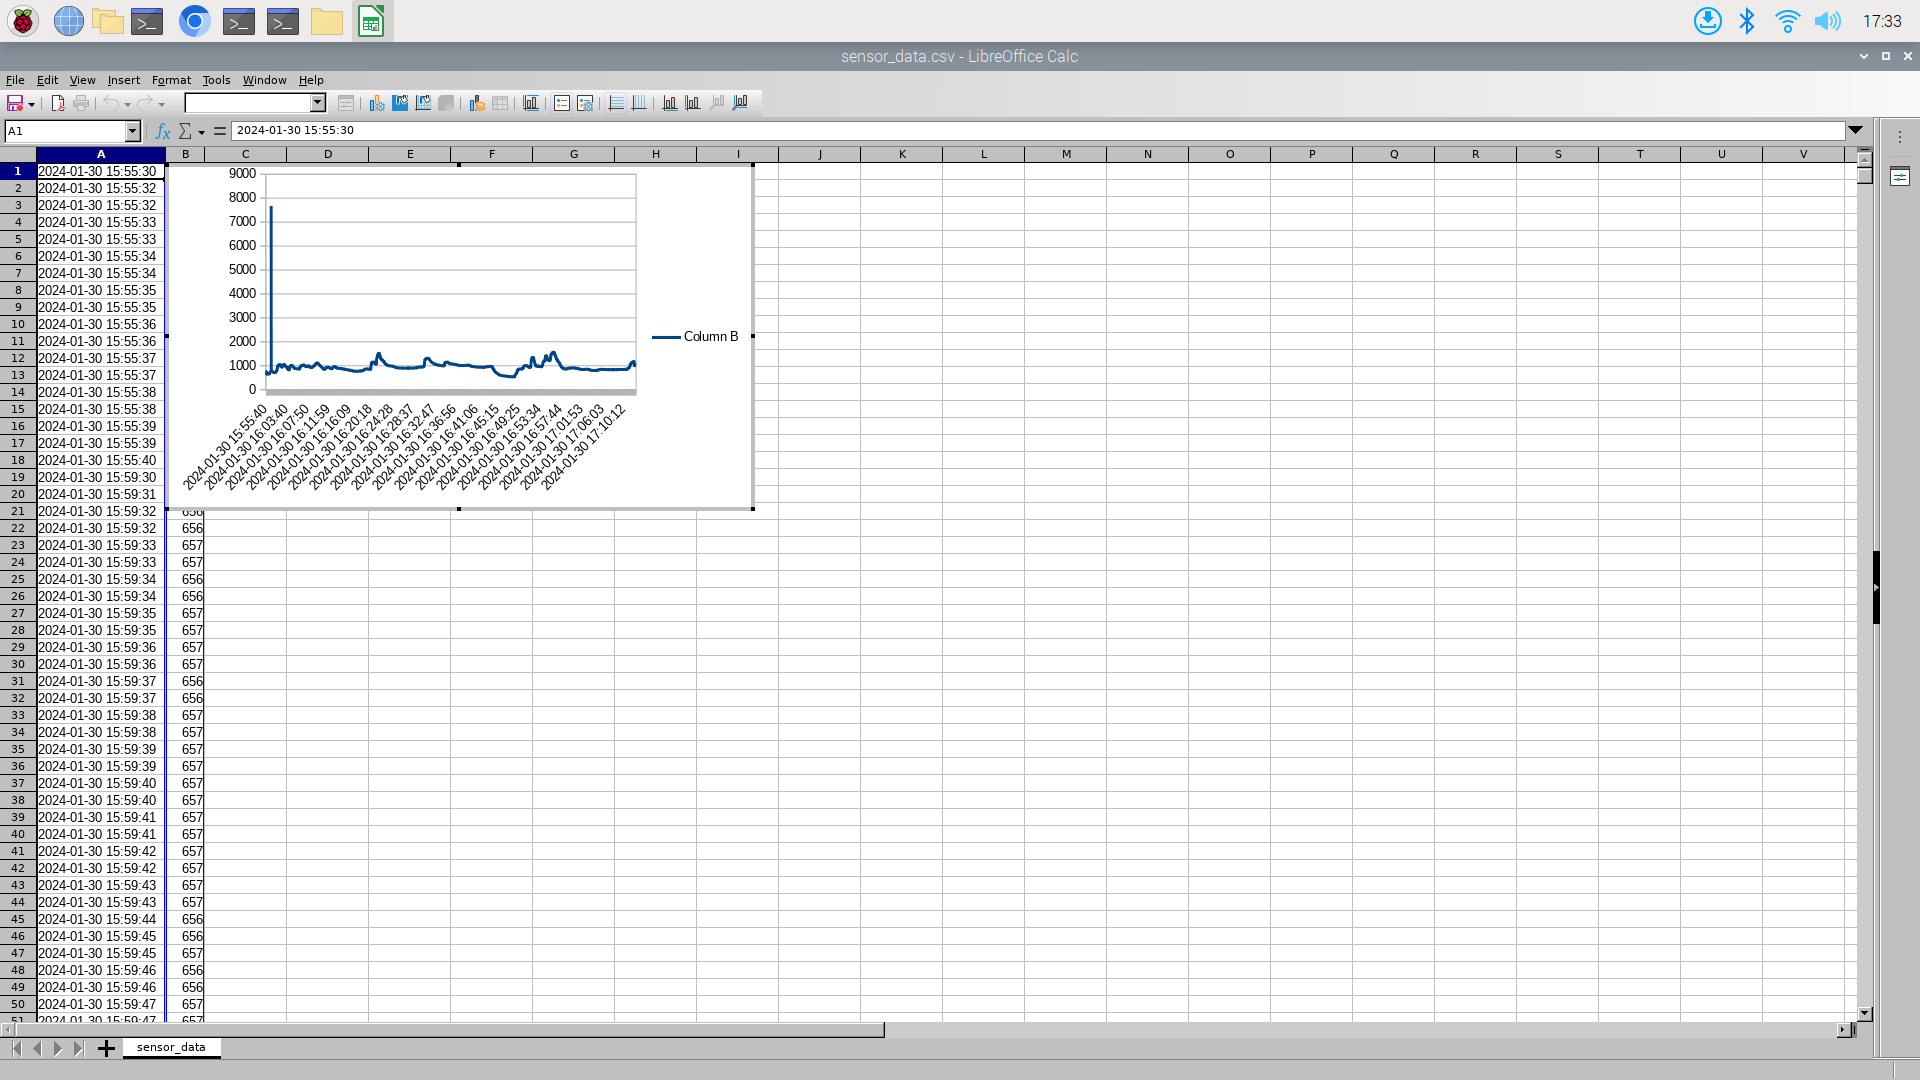 17:33
sensor_data.csv - LibreOffice Calc
File Edit View Insert Format Tools Window Help
A1 2024-01-30 15:55:30
A B C D E F G H I J K L M N O P Q R S T U V
1 2024-01-30 15:55:30
2 2024-01-30 15:55:32
3 2024-01-30 15:55:32
4 2024-01-30 15:55:33
5 2024-01-30 15:55:33
6 2024-01-30 15:55:34
7 2024-01-30 15:55:34
8 2024-01-30 15:55:35
9 2024-01-30 15:55:35
10 2024-01-30 15:55:36
11 2024-01-30 15:55:36
12 2024-01-30 15:55:37
13 2024-01-30 15:55:37
14 2024-01-30 15:55:38
15 2024-01-30 15:55:38
16 2024-01-30 15:55:39
17 2024-01-30 15:55:39
18 2024-01-30 15:55:40
19 2024-01-30 15:59:30
20 2024-01-30 15:59:31
9000
8000
7000
6000
5000
4000
3000
2000
1000
0
Column B
2024-01-30 15:55:40
2024-01-30 16:03:40
2024-01-30 16:07:50
2024-01-30 16:11:59
2024-01-30 16:16:09
2024-01-30 16:20:18
2024-01-30 16:24:28
2024-01-30 16:28:37
2024-01-30 16:32:47
2024-01-30 16:36:56
2024-01-30 16:41:06
2024-01-30 16:45:15
2024-01-30 16:49:25
2024-01-30 16:53:34
2024-01-30 16:57:44
2024-01-30 17:01:53
2024-01-30 17:06:03
2024-01-30 17:10:12
21 2024-01-30 15:59:32 656
22 2024-01-30 15:59:32 656
23 2024-01-30 15:59:33 657
24 2024-01-30 15:59:33 657
25 2024-01-30 15:59:34 656
26 2024-01-30 15:59:34 656
27 2024-01-30 15:59:35 657
28 2024-01-30 15:59:35 657
29 2024-01-30 15:59:36 657
30 2024-01-30 15:59:36 657
31 2024-01-30 15:59:37 656
32 2024-01-30 15:59:37 656
33 2024-01-30 15:59:38 657
34 2024-01-30 15:59:38 657
35 2024-01-30 15:59:39 657
36 2024-01-30 15:59:39 657
37 2024-01-30 15:59:40 657
38 2024-01-30 15:59:40 657
39 2024-01-30 15:59:41 657
40 2024-01-30 15:59:41 657
41 2024-01-30 15:59:42 657
42 2024-01-30 15:59:42 657
43 2024-01-30 15:59:43 657
44 2024-01-30 15:59:43 657
45 2024-01-30 15:59:44 656
46 2024-01-30 15:59:45 656
47 2024-01-30 15:59:45 657
48 2024-01-30 15:59:46 656
49 2024-01-30 15:59:46 656
50 2024-01-30 15:59:47 657
51 2024-01-30 15:59:47 657
sensor_data